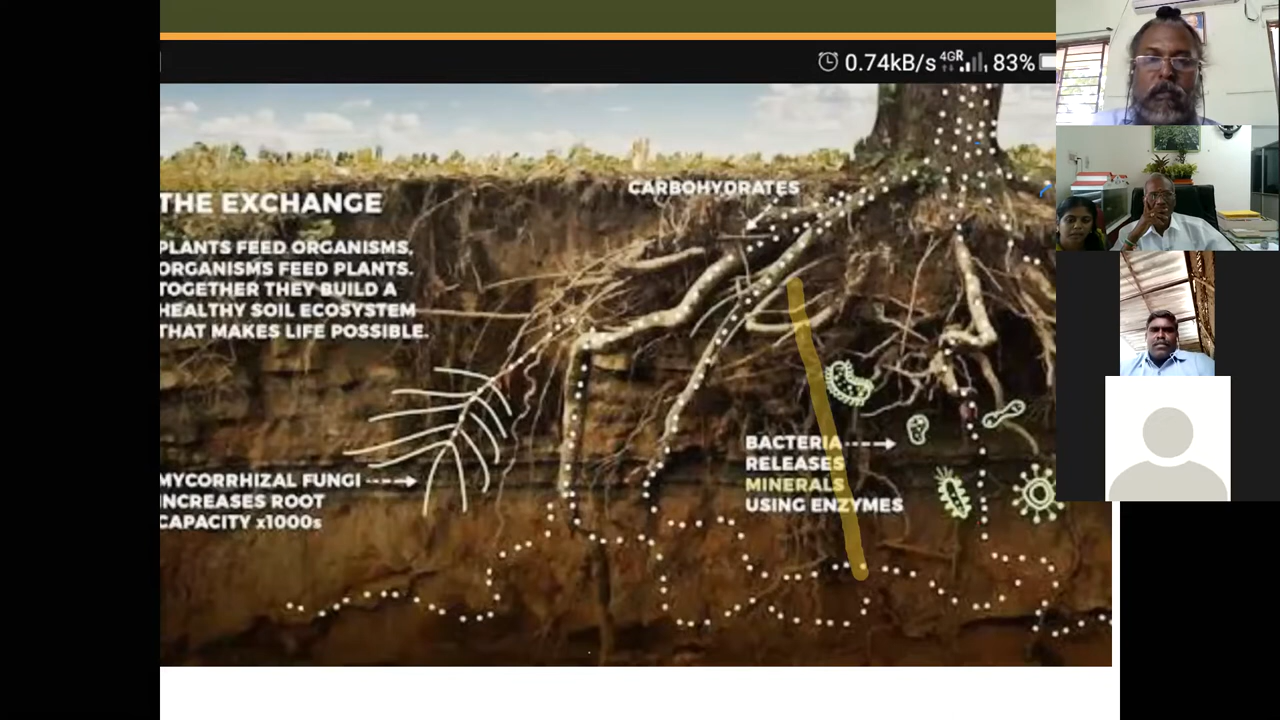 0.74kB/s 4GR 83%
CARBOHYDRATES
THE EXCHANGE
PLANTS FEED ORGANISMS,
ORGANISMS FEED PLANTS.
TOGETHER THEY BUILD A
HEALTHY SOIL ECOSYSTEM
THAT MAKES LIFE POSSIBLE.
MYCORRHIZAL FUNGI
INCREASES ROOT
CAPACITY x1000s
BACTERIA
RELEASES
MINERALS
USING ENZYMES